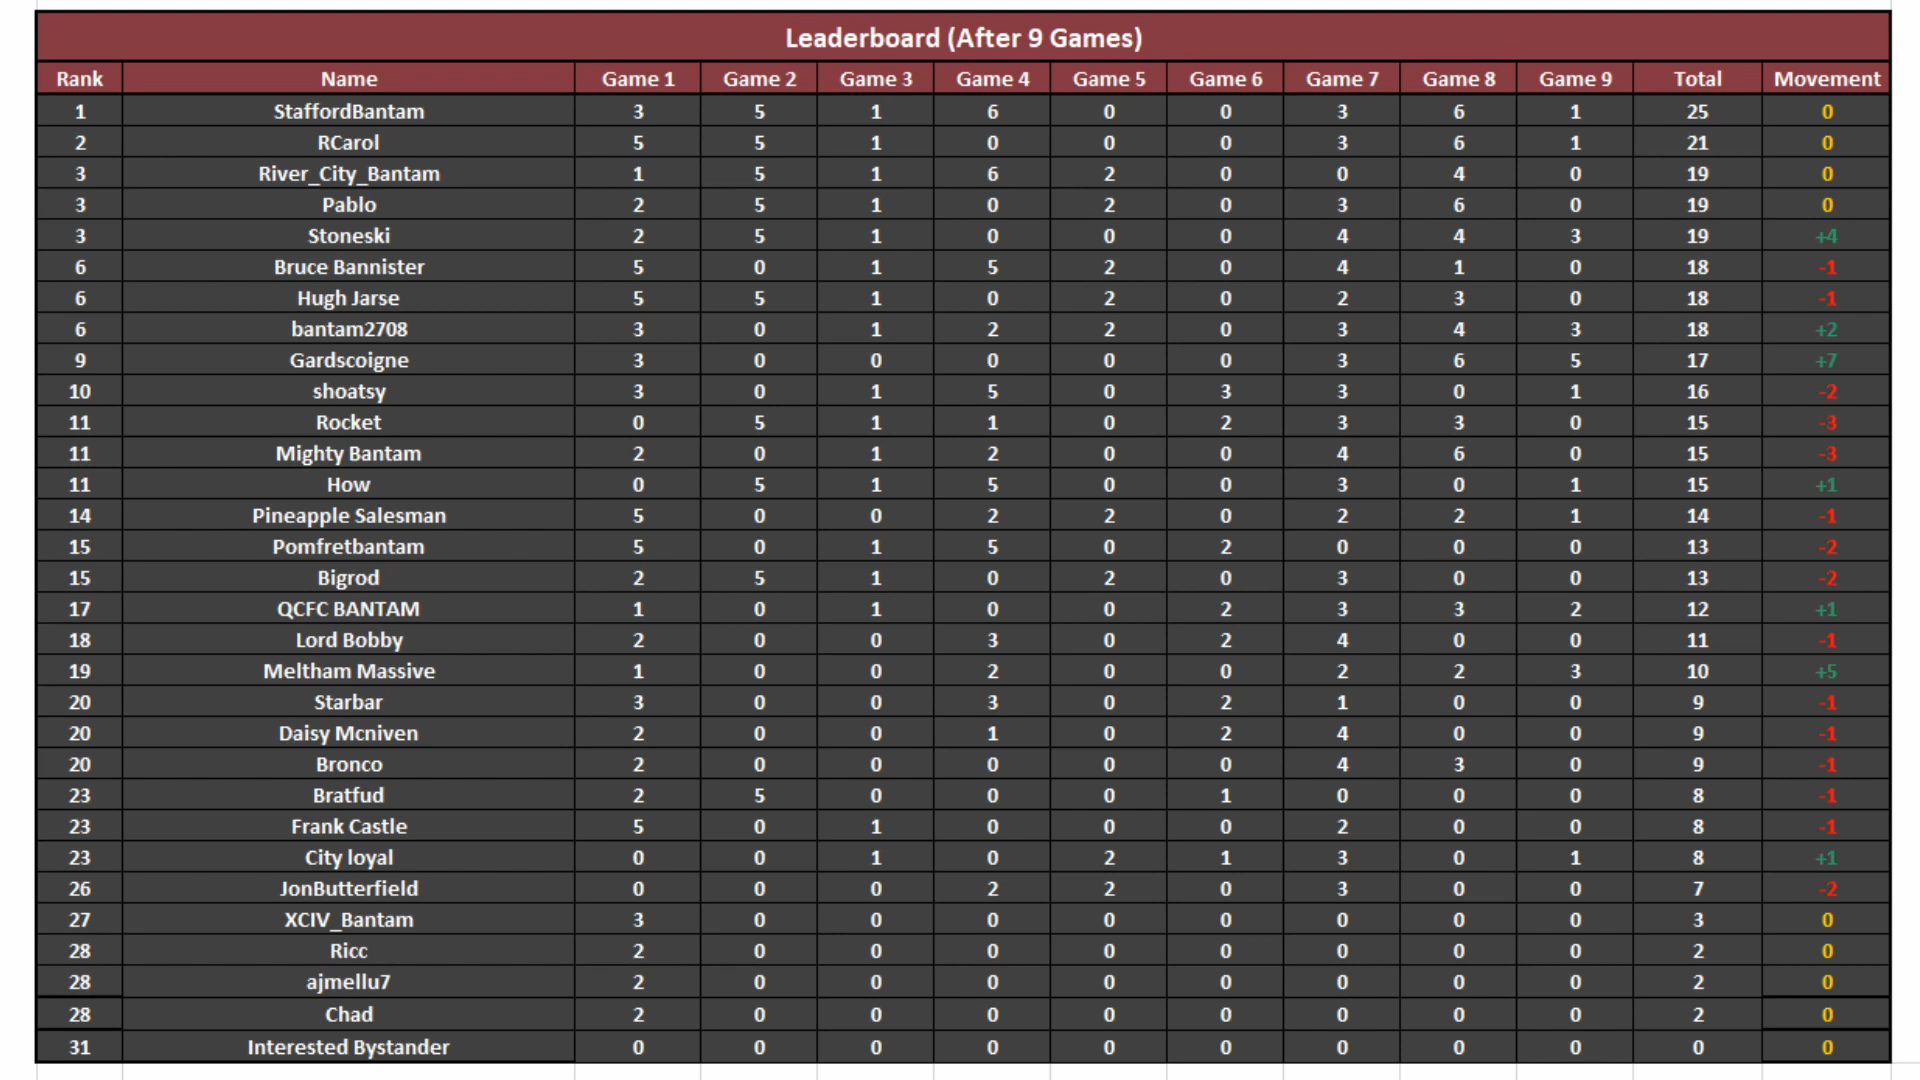 Leaderboard (After 9 Games)
Rank Name Game 1 Game 2 Game 3 Game 4 Game 5 Game 6 Game 7 Game 8 Game 9 Total Movement
1 StaffordBantam 3 5 1 6 0 0 3 6 1 25 0
2 RCarol 5 5 1 0 0 0 3 6 1 21 0
3 River_City_Bantam 1 5 1 6 2 0 0 4 0 19 0
3 Pablo 2 5 1 0 2 0 3 6 0 19 0
3 Stoneski 2 5 1 0 0 0 4 4 3 19 +4
6 Bruce Bannister 5 0 1 5 2 0 4 1 0 18 -1
6 Hugh Jarse 5 5 1 0 2 0 2 3 0 18 -1
6 bantam2708 3 0 1 2 2 0 3 4 3 18 +2
9 Gardscoigne 3 0 0 0 0 0 3 6 5 17 +7
10 shoatsy 3 0 1 5 0 3 3 0 1 16 -2
11 Rocket 0 5 1 1 0 2 3 3 0 15 -3
11 Mighty Bantam 2 0 1 2 0 0 4 6 0 15 -3
11 How 0 5 1 5 0 0 3 0 1 15 +1
14 Pineapple Salesman 5 0 0 2 2 0 2 2 1 14 -1
15 Pomfretbantam 5 0 1 5 0 2 0 0 0 13 -2
15 Bigrod 2 5 1 0 2 0 3 0 0 13 -2
17 QCFC BANTAM 1 0 1 0 0 2 3 3 2 12 +1
18 Lord Bobby 2 0 0 3 0 2 4 0 0 11 -1
19 Meltham Massive 1 0 0 2 0 0 2 2 3 10 +5
20 Starbar 3 0 0 3 0 2 1 0 0 9 -1
20 Daisy Mcniven 2 0 0 1 0 2 4 0 0 9 -1
20 Bronco 2 0 0 0 0 0 4 3 0 9 -1
23 Bratfud 2 5 0 0 0 1 0 0 0 8 -1
23 Frank Castle 5 0 1 0 0 0 2 0 0 8 -1
23 City loyal 0 0 1 0 2 1 3 0 1 8 +1
26 JonButterfield 0 0 0 2 2 0 3 0 0 7 -2
27 XCIV_Bantam 3 0 0 0 0 0 0 0 0 3 0
28 Ricc 2 0 0 0 0 0 0 0 0 2 0
28 ajmellu7 2 0 0 0 0 0 0 0 0 2 0
28 Chad 2 0 0 0 0 0 0 0 0 2 0
31 Interested Bystander 0 0 0 0 0 0 0 0 0 0 0